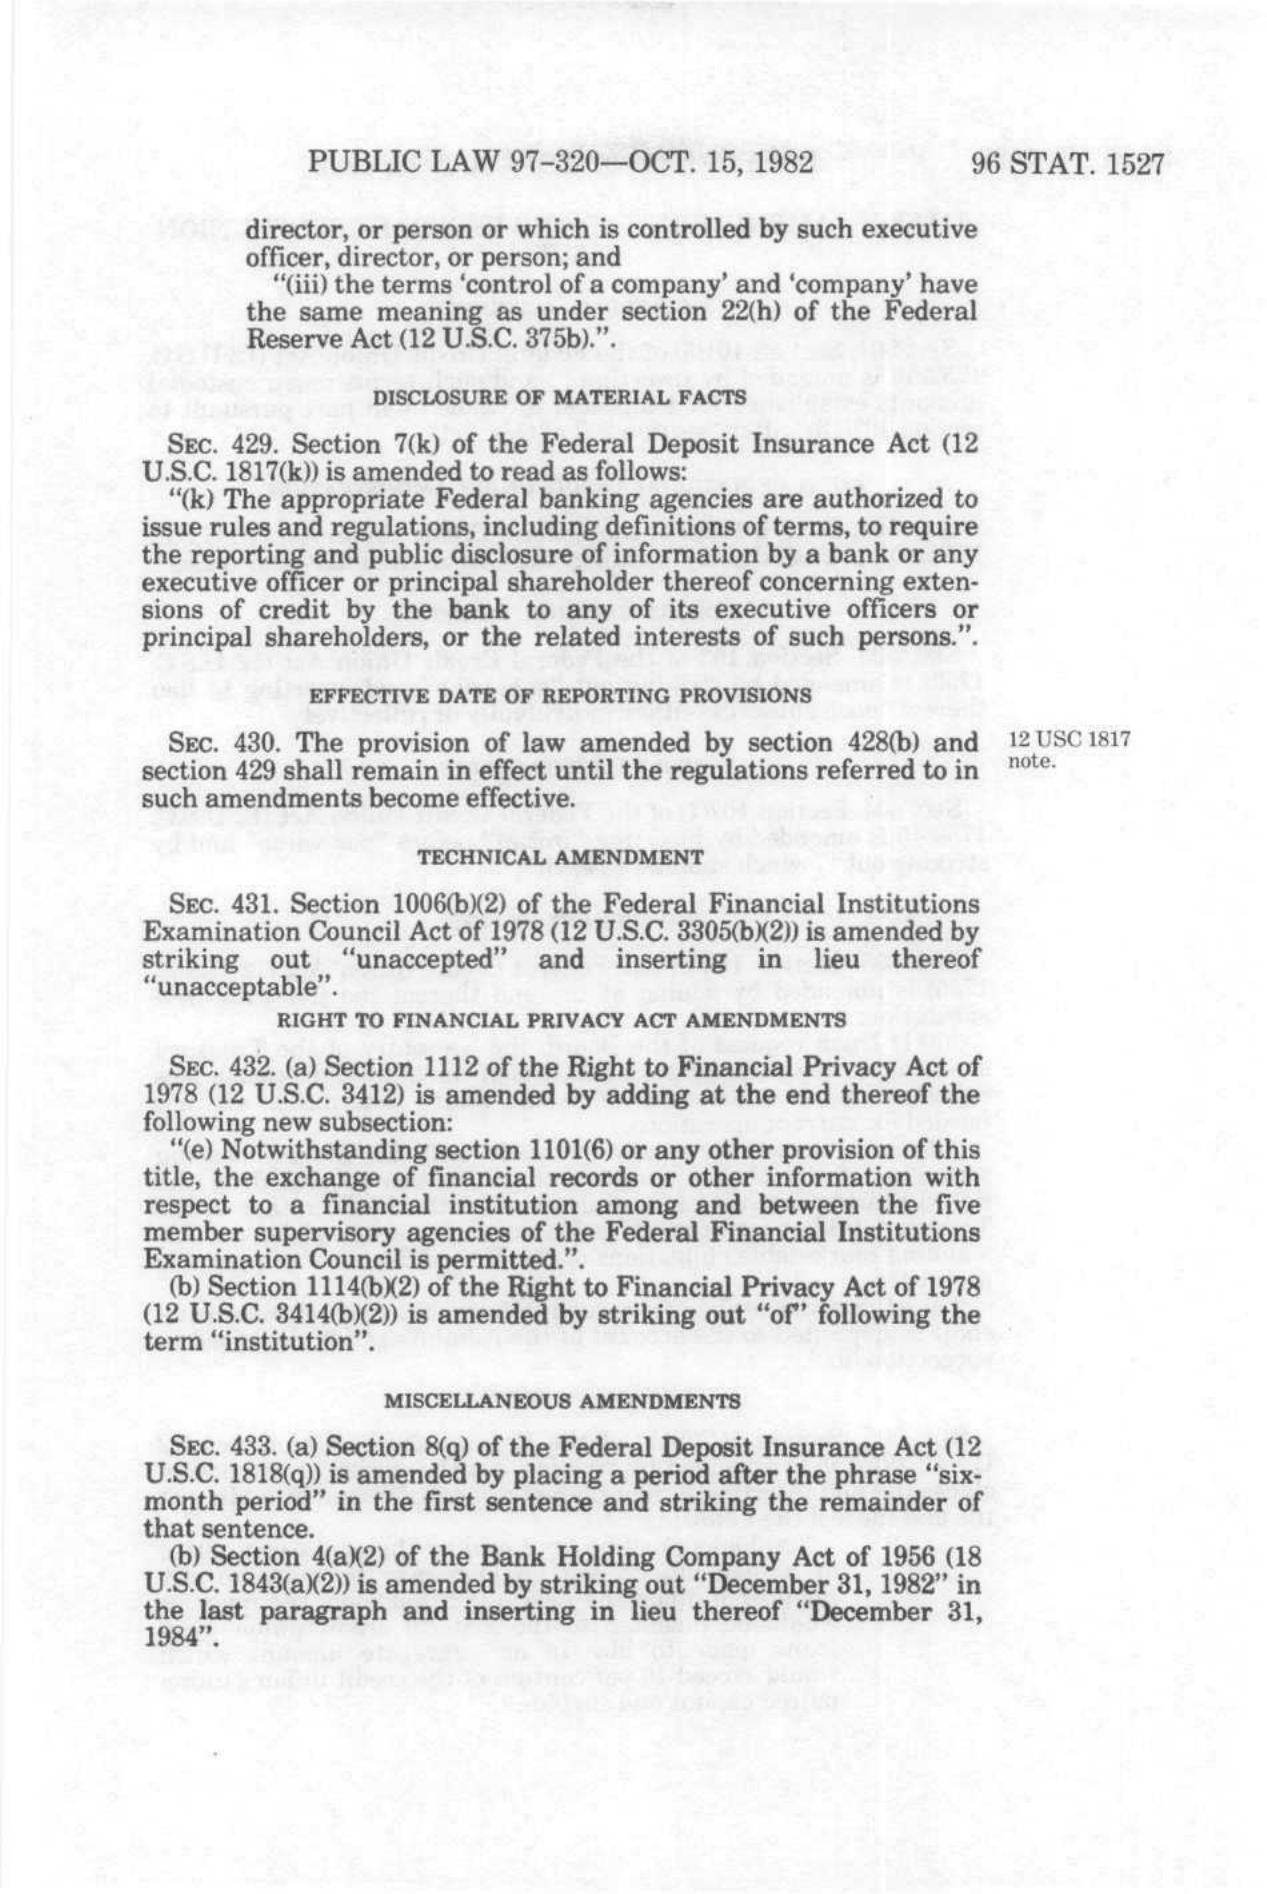 PUBLIC LAW 97-320—OCT. 15, 1982
96 STAT. 1527
director, or person or which is controlled by such executive
officer, director, or person; and
"(iii) the terms 'control of a company' and 'company' have
the same meaning as under section 22(h) of the Federal
Reserve Act (12 U.S.C. 375b).".
DISCLOSURE OF MATERIAL FACTS
SEC. 429. Section 7(k) of the Federal Deposit Insurance Act (12
U.S.C. 1817(k)) is amended to read as follows:
"(k) The appropriate Federal banking agencies are authorized to
issue rules and regulations, including definitions of terms, to require
the reporting and public disclosure of information by a bank or any
executive officer or principal shareholder thereof concerning exten-
sions of credit by the bank to any of its executive officers or
principal shareholders, or the related interests of such persons.".
EFFECTIVE DATE OF REPORTING PROVISIONS
SEC. 430. The provision of law amended by section 428(b) and
section 429 shall remain in effect until the regulations referred to in
such amendments become effective.
12 USC 1817
note.
TECHNICAL AMENDMENT
SEC. 431. Section 1006(b)(2) of the Federal Financial Institutions
Examination Council Act of 1978 (12 U.S.C. 3305(b)(2)) is amended by
striking out "unaccepted" and inserting in lieu thereof
"unacceptable".
RIGHT TO FINANCIAL PRIVACY ACT AMENDMENTS
SEC. 432. (a) Section 1112 of the Right to Financial Privacy Act of
1978 (12 U.S.C. 3412) is amended by adding at the end thereof the
following new subsection:
"(e) Notwithstanding section 1101(6) or any other provision of this
title, the exchange of financial records or other information with
respect to a financial institution among and between the five
member supervisory agencies of the Federal Financial Institutions
Examination Council is permitted.".
(b) Section 1114(b)(2) of the Right to Financial Privacy Act of 1978
(12 U.S.C. 3414(b)(2)) is amended by striking out "of" following the
term "institution".
MISCELLANEOUS AMENDMENTS
SEC. 433. (a) Section 8(q) of the Federal Deposit Insurance Act (12
U.S.C. 1818(q)) is amended by placing a period after the phrase "six-
month period" in the first sentence and striking the remainder of
that sentence.
(b) Section 4(a)(2) of the Bank Holding Company Act of 1956 (18
U.S.C. 1843(a)(2)) is amended by striking out "December 31, 1982" in
the last paragraph and inserting in lieu thereof "December 31,
1984".